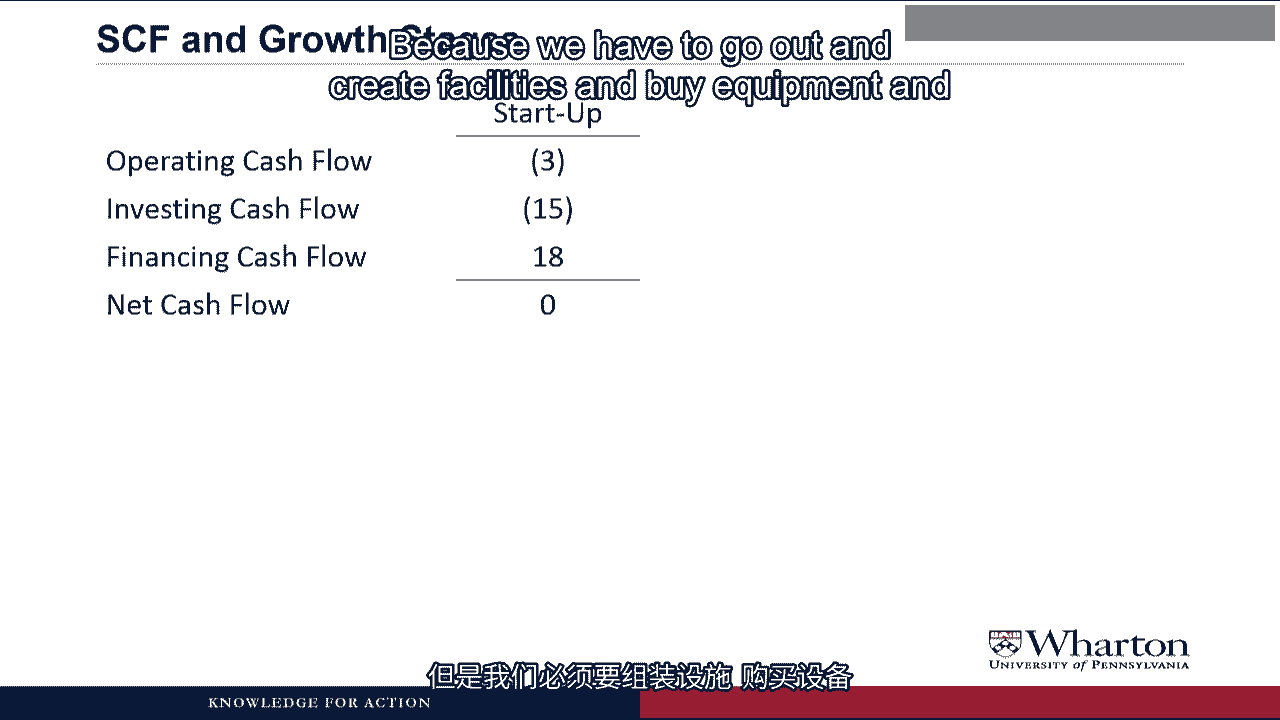 SCF and Growth Stages
Because we have to go out and
create facilities and buy equipment and
Start-Up
Operating Cash Flow (3)
Investing Cash Flow (15)
Financing Cash Flow 18
Net Cash Flow 0
Wharton
UNIVERSITY of PENNSYLVANIA
但是我们必须要组装设施 购买设备
KNOWLEDGE FOR ACTION